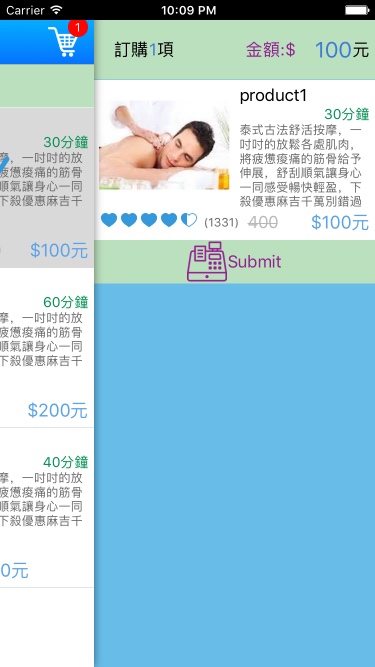 Carrier 10:09 PM
1
訂購1項 金額:$ 100元
product1
30分鐘
泰式古法舒活按摩，一
吋吋的放鬆各處肌肉，
將疲憊痠痛的筋骨給予
伸展，舒刮順氣讓身心
一同感受暢快輕盈，下
殺優惠麻吉千萬別錯過
(1331) 400 $100元
Submit
30分鐘
摩，一吋吋的放
疲憊痠痛的筋骨
順氣讓身心一同
下殺優惠麻吉千
$100元
60分鐘
摩，一吋吋的放
疲憊痠痛的筋骨
順氣讓身心一同
下殺優惠麻吉千
$200元
40分鐘
摩，一吋吋的放
疲憊痠痛的筋骨
順氣讓身心一同
下殺優惠麻吉千
0元